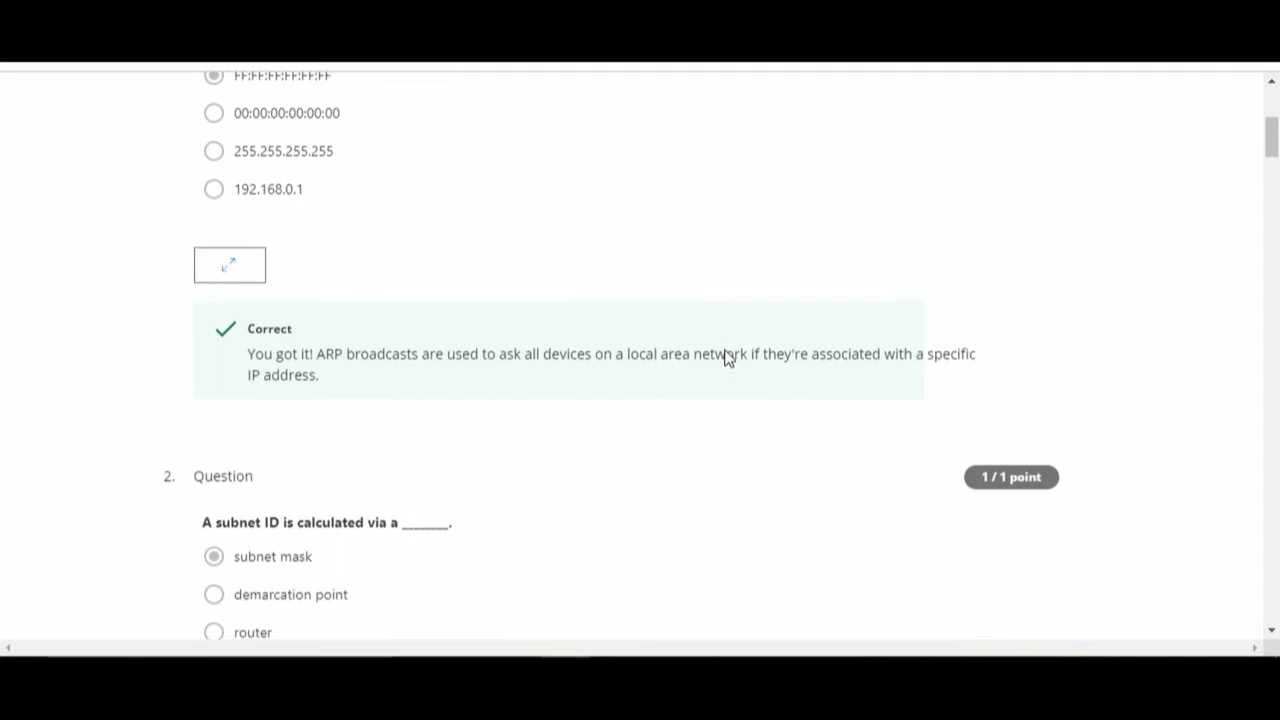 FF:FF:FF:FF:FF:FF
00:00:00:00:00:00
255.255.255.255
192.168.0.1
Correct
You got it! ARP broadcasts are used to ask all devices on a local area network if they're associated with a specific
IP address.
2. Question
1 / 1 point
A subnet ID is calculated via a _______.
subnet mask
demarcation point
router